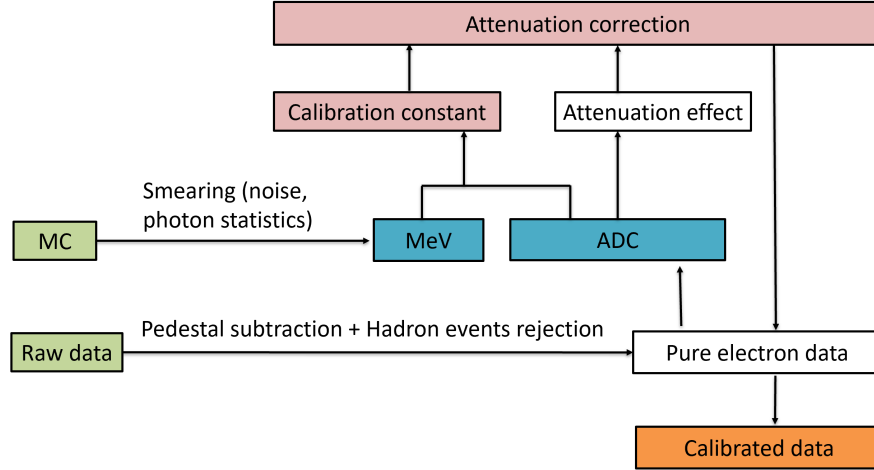 Attenuation correction
Calibration constant
Attenuation effect
Smearing (noise,
photon statistics)
MC
MeV
ADC
Pedestal subtraction + Hadron events rejection
Raw data
Pure electron data
Calibrated data